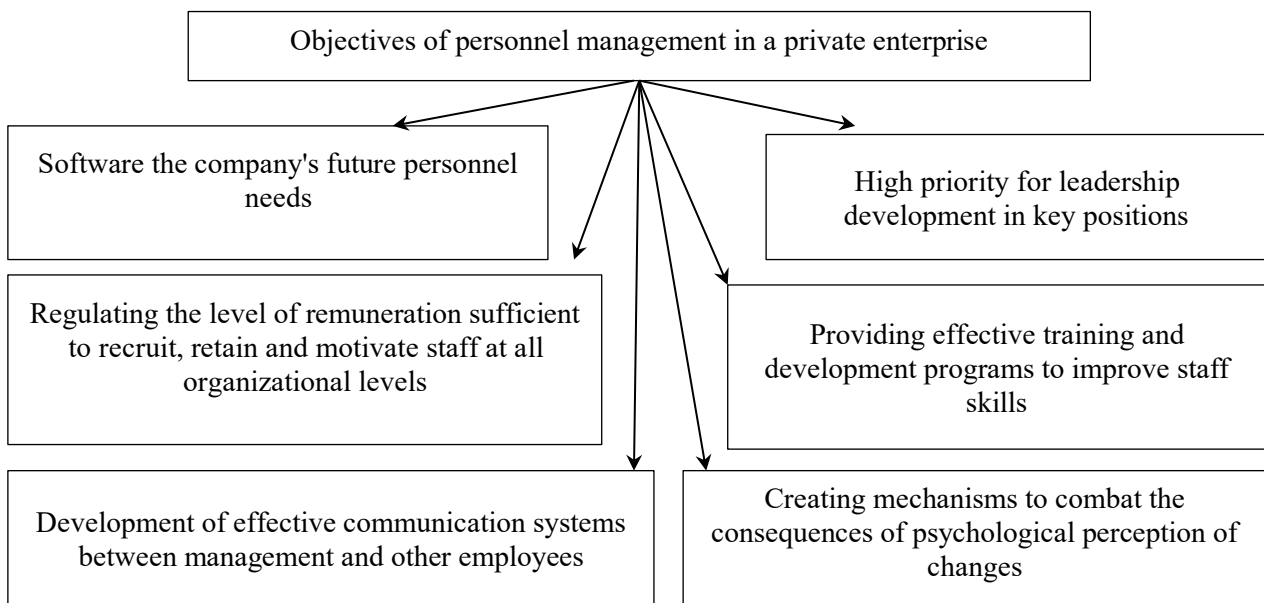 Objectives of personnel management in a private enterprise
Software the company's future personnel
needs
High priority for leadership
development in key positions
Regulating the level of remuneration sufficient
to recruit, retain and motivate staff at all
organizational levels
Providing effective training and
development programs to improve staff
skills
Development of effective communication systems
between management and other employees
Creating mechanisms to combat the
consequences of psychological perception of
changes